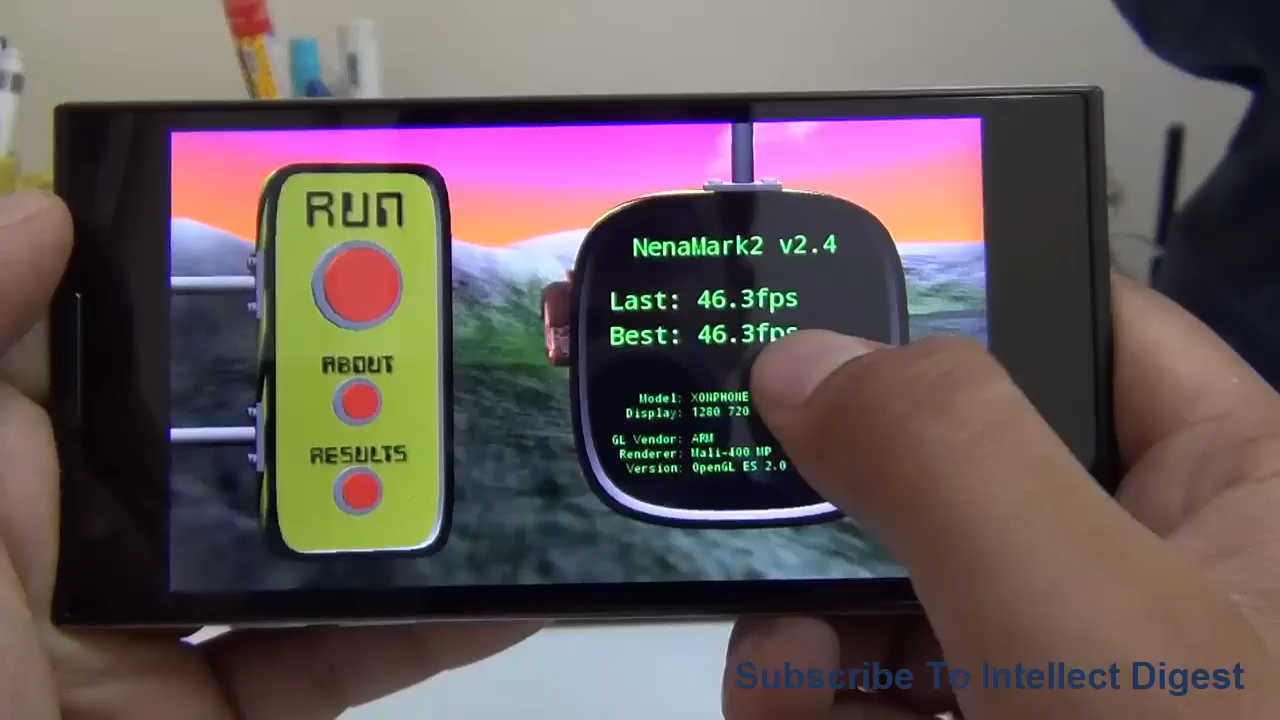 RUN
ABOUT
RESULTS
NenaMark2 v2.4
Last: 46.3fps
Best: 46.3fps
Model: XONPHONE
Display: 1280 720
GL Vendor: ARM
Renderer: Mali-400 MP
Version: OpenGL ES 2.0
Subscribe To Intellect Digest